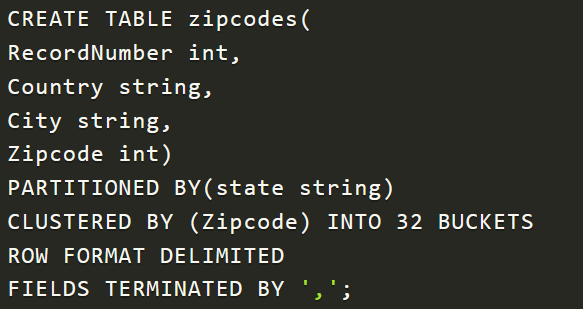 CREATE TABLE zipcodes(
RecordNumber int,
Country string,
City string,
Zipcode int)
PARTITIONED BY(state string)
CLUSTERED BY (Zipcode) INTO 32 BUCKETS
ROW FORMAT DELIMITED
FIELDS TERMINATED BY ',';